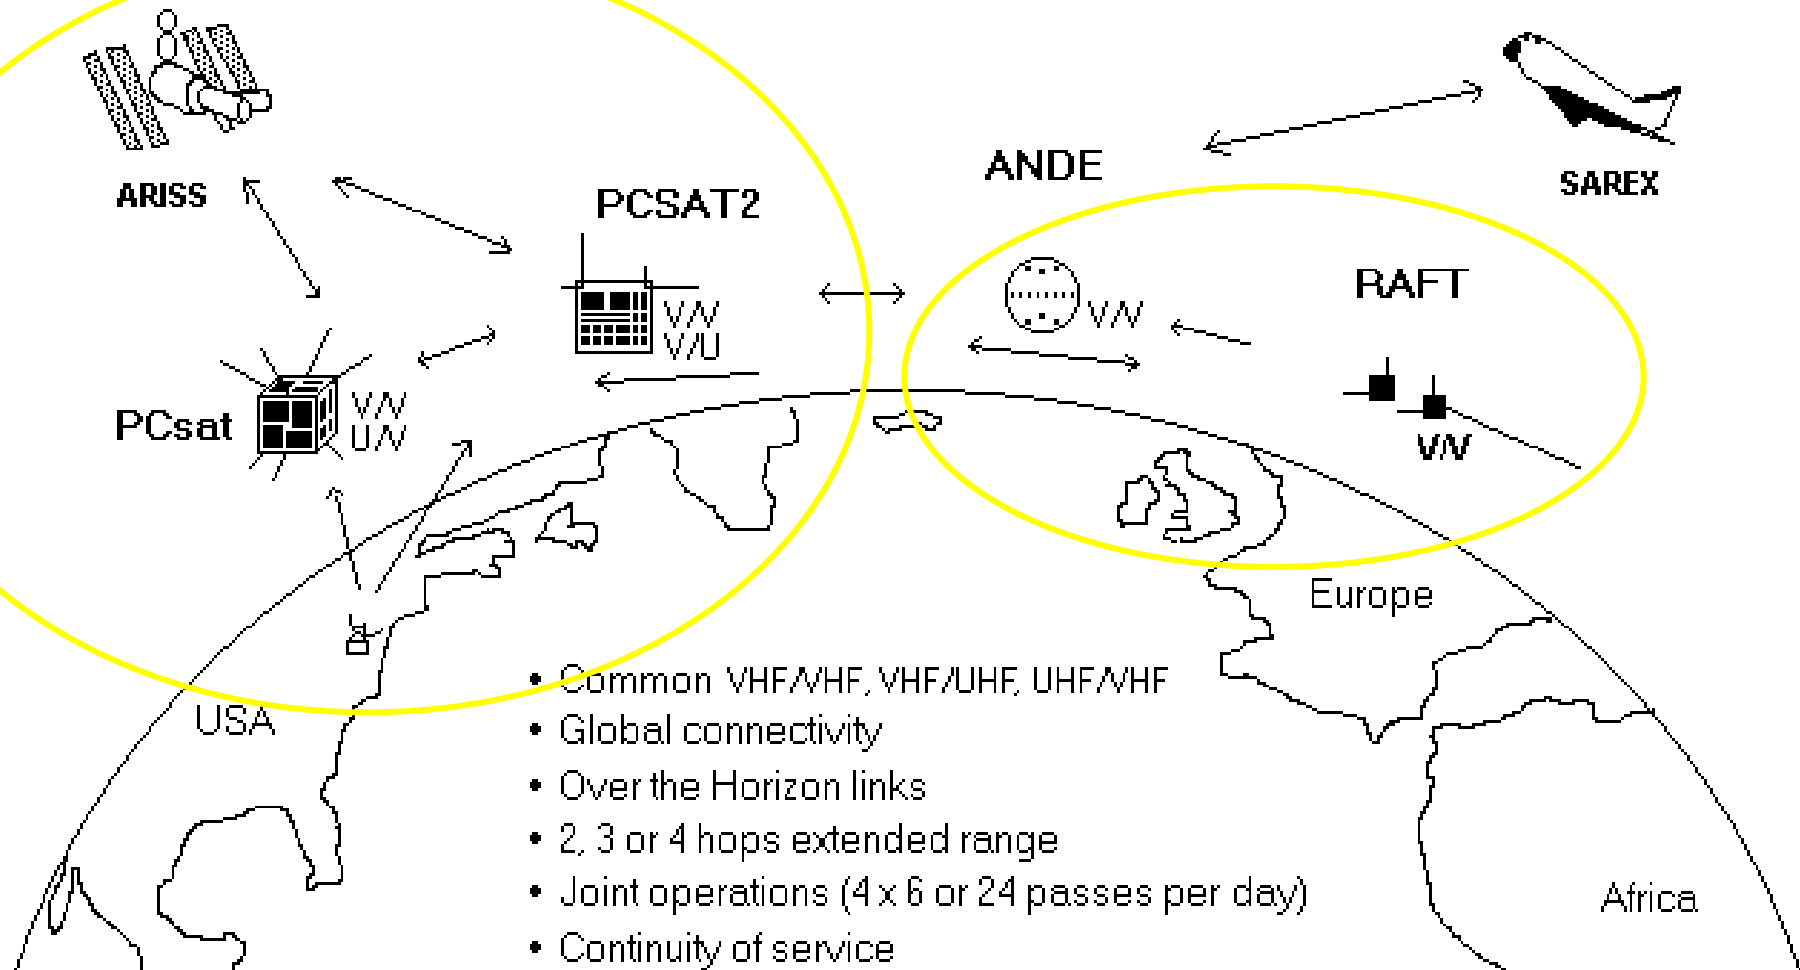 ARISS
PCSAT2
ANDE
SAREX
RAFT
V/V
V/U
V/V
PCsat
V/V
U/V
V/V
Europe
USA
• Common VHF/VHF, VHF/UHF, UHF/VHF
• Global connectivity
• Over the Horizon links
• 2, 3 or 4 hops extended range
• Joint operations (4 x 6 or 24 passes per day)
• Continuity of service
Africa